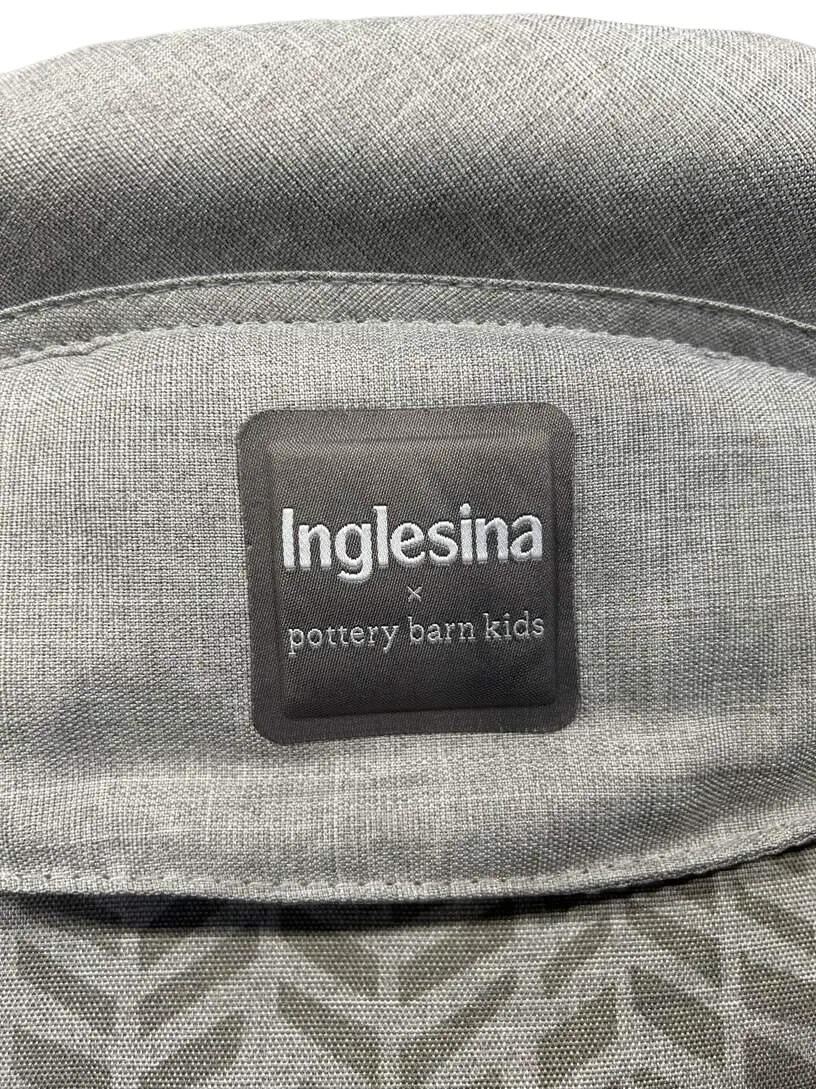 Inglesina
×
pottery barn kids